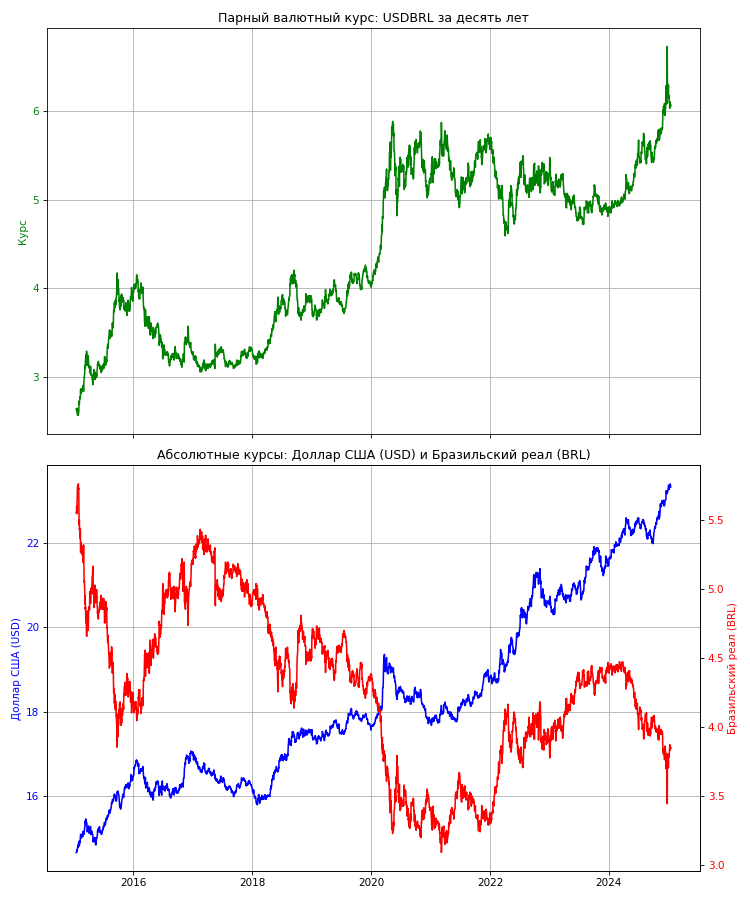 Парный валютный курс: USDBRL за десять лет
6
5
4
3
Курс
Абсолютные курсы: Доллар США (USD) и Бразильский реал (BRL)
22
20
18
16
Доллар США (USD)
5.5
5.0
4.5
4.0
3.5
3.0
Бразильский реал (BRL)
2016 2018 2020 2022 2024